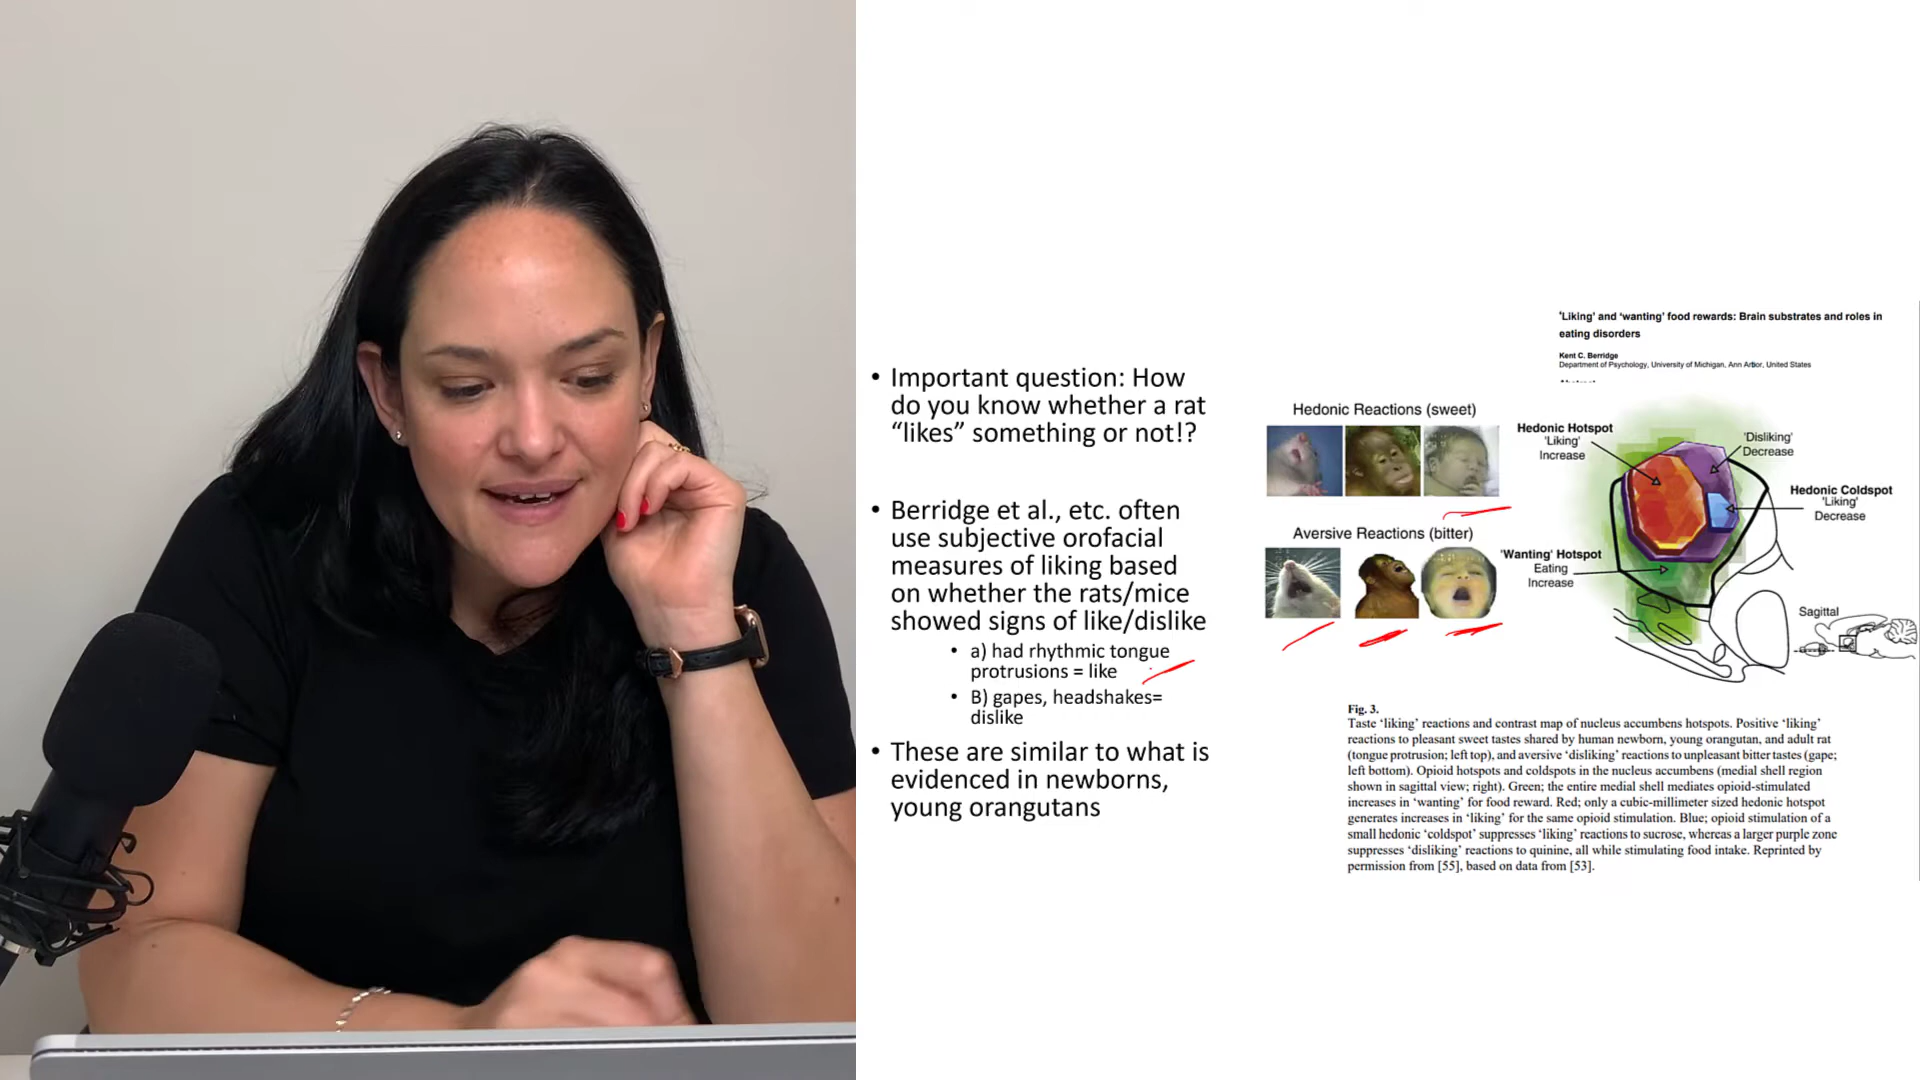 • Important question: How
do you know whether a rat
“likes” something or not!?
• Berridge et al., etc. often
use subjective orofacial
measures of liking based
on whether the rats/mice
showed signs of like/dislike
• a) had rhythmic tongue
protrusions = like
• B) gapes, headshakes=
dislike
• These are similar to what is
evidenced in newborns,
young orangutans
‘Liking’ and ‘wanting’ food rewards: Brain substrates and roles in
eating disorders
Kent C. Berridge
Department of Psychology, University of Michigan, Ann Arbor, United States
Hedonic Reactions (sweet)
Aversive Reactions (bitter)
Hedonic Hotspot
'Liking'
Increase
'Disliking'
Decrease
Hedonic Coldspot
'Liking'
Decrease
'Wanting' Hotspot
Eating
Increase
Sagittal
Fig. 3.
Taste ‘liking’ reactions and contrast map of nucleus accumbens hotspots. Positive ‘liking’
reactions to pleasant sweet tastes shared by human newborn, young orangutan, and adult rat
(tongue protrusion; left top), and aversive ‘disliking’ reactions to unpleasant bitter tastes (gape;
left bottom). Opioid hotspots and coldspots in the nucleus accumbens (medial shell region
shown in sagittal view; right). Green; the entire medial shell mediates opioid-stimulated
increases in ‘wanting’ for food reward. Red; only a cubic-millimeter sized hedonic hotspot
generates increases in ‘liking’ for the same opioid stimulation. Blue; opioid stimulation of a
small hedonic ‘coldspot’ suppresses ‘liking’ reactions to sucrose, whereas a larger purple zone
suppresses ‘disliking’ reactions to quinine, all while stimulating food intake. Reprinted by
permission from [55], based on data from [53].